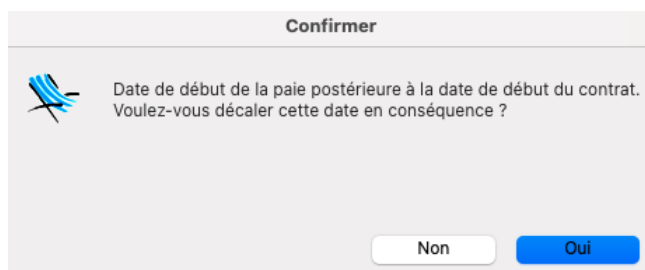 Confirmer
Date de début de la paie postérieure à la date de début du contrat.
Voulez-vous décaler cette date en conséquence ?
Non
Oui